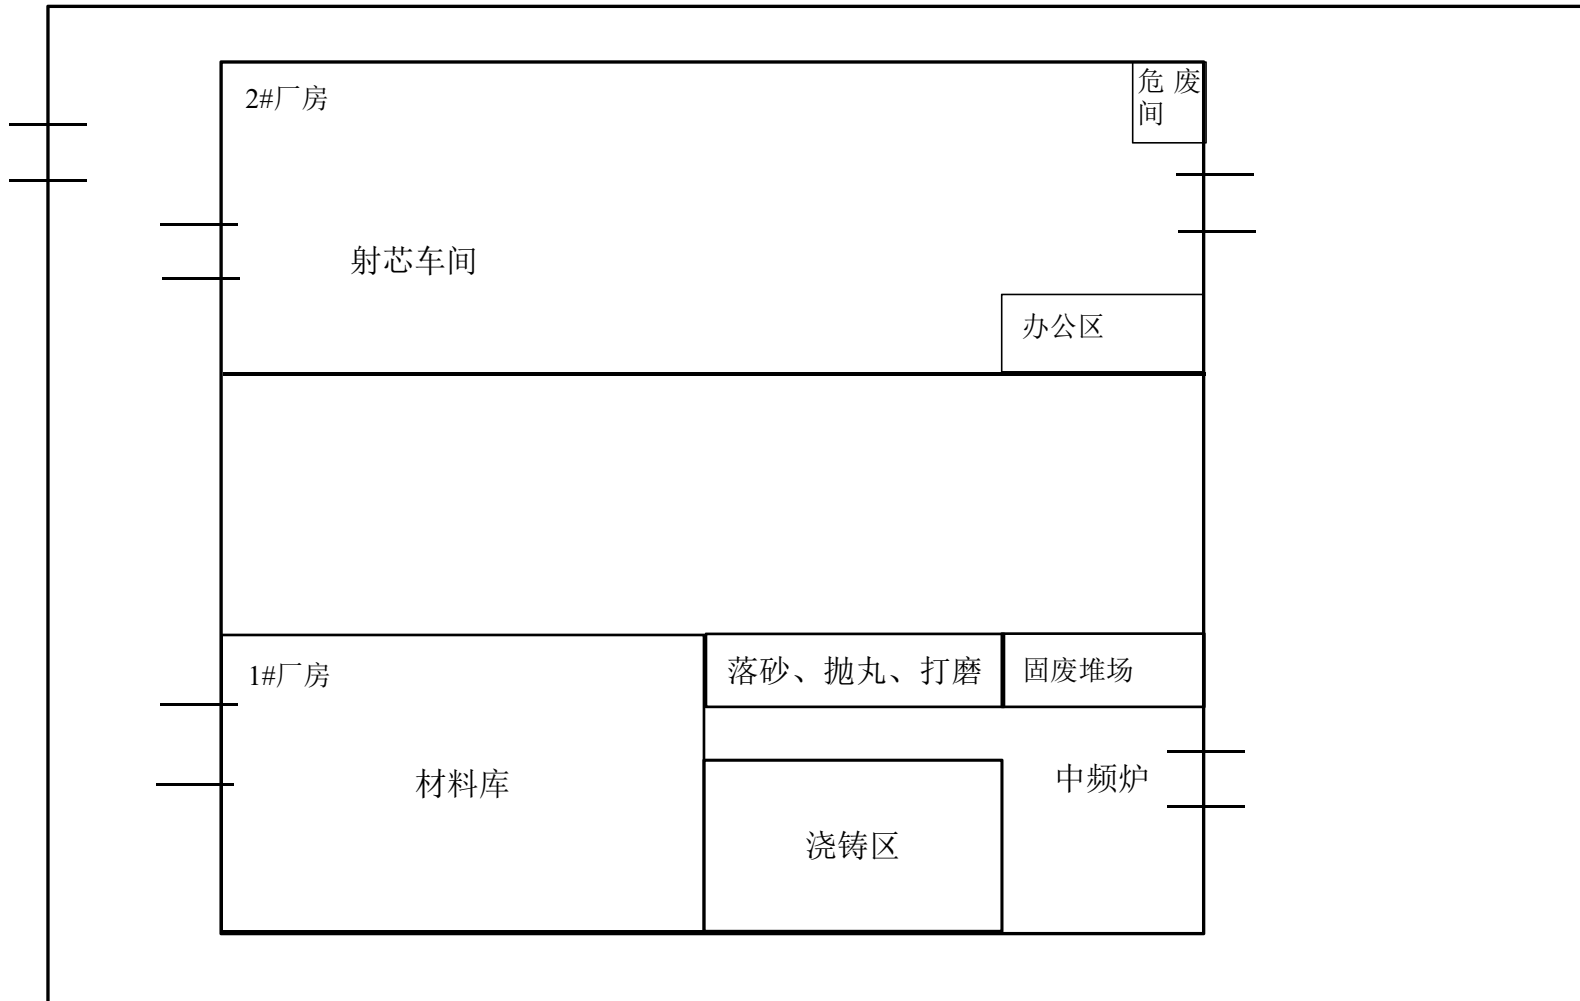 2#厂房
危 废
间
射芯车间
办公区
1#厂房
落砂、抛丸、打磨
固废堆场
材料库
中频炉
浇铸区